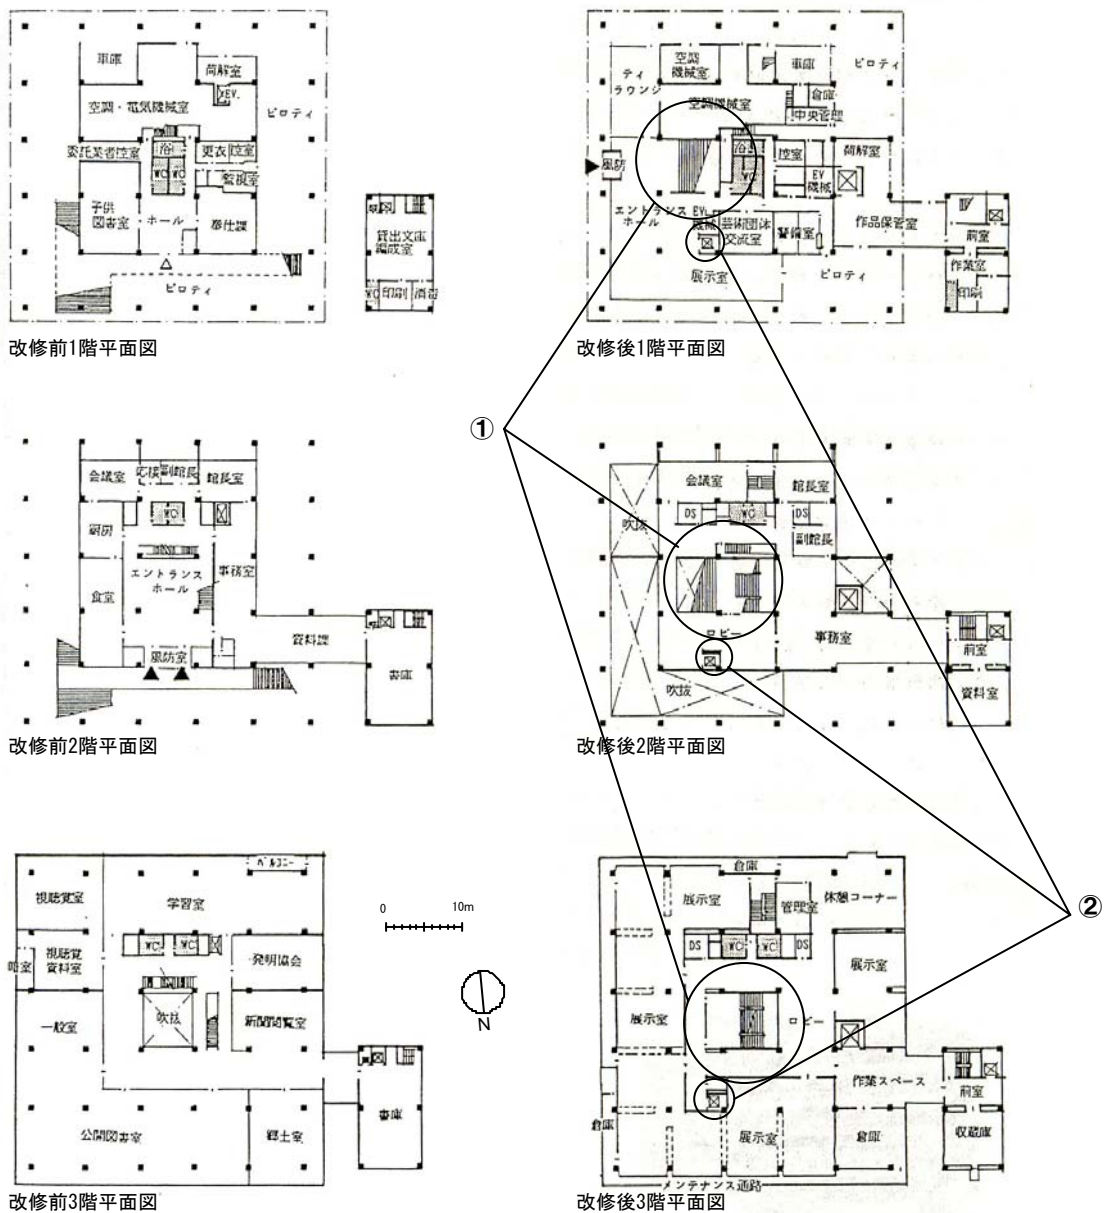 車庫
荷解室
EV.
空調・電気機械室
ピロティ
委託業者控室
浴
更衣
控室
WC
WC
監視室
子供
図書室
ホール
奉仕課
ピロティ
貸出文庫
編成室
WC
印刷
消毒
改修前1階平面図
空調
機械室
車庫
ピロティ
ティ
ラウンジ
空調機械室
倉庫
中央管理
風防
浴
WC
控室
EV
機械
荷解室
エントランス
ホール
EV.
機械
芸術団体
交流室
警備室
作品保管室
前室
展示室
ピロティ
作業室
印刷
改修後1階平面図
①
会議室
応接
副館長
館長室
WC
厨房
エントランス
ホール
事務室
食堂
資料課
風防室
書庫
改修前2階平面図
会議室
館長室
吹抜
DS
WC
DS
副館長
ロビー
事務室
前室
吹抜
資料室
改修後2階平面図
②
バルコニー
視聴覚室
学習室
WC
WC
暗室
視聴覚
資料室
発明協会
一般室
吹抜
新聞閲覧室
公開図書室
郷土室
書庫
改修前3階平面図
0
10m
N
倉庫
展示室
管理室
休憩コーナー
DS
WC
WC
DS
展示室
展示室
ロビー
作業スペース
前室
倉庫
展示室
倉庫
収蔵庫
メンテナンス通路
改修後3階平面図